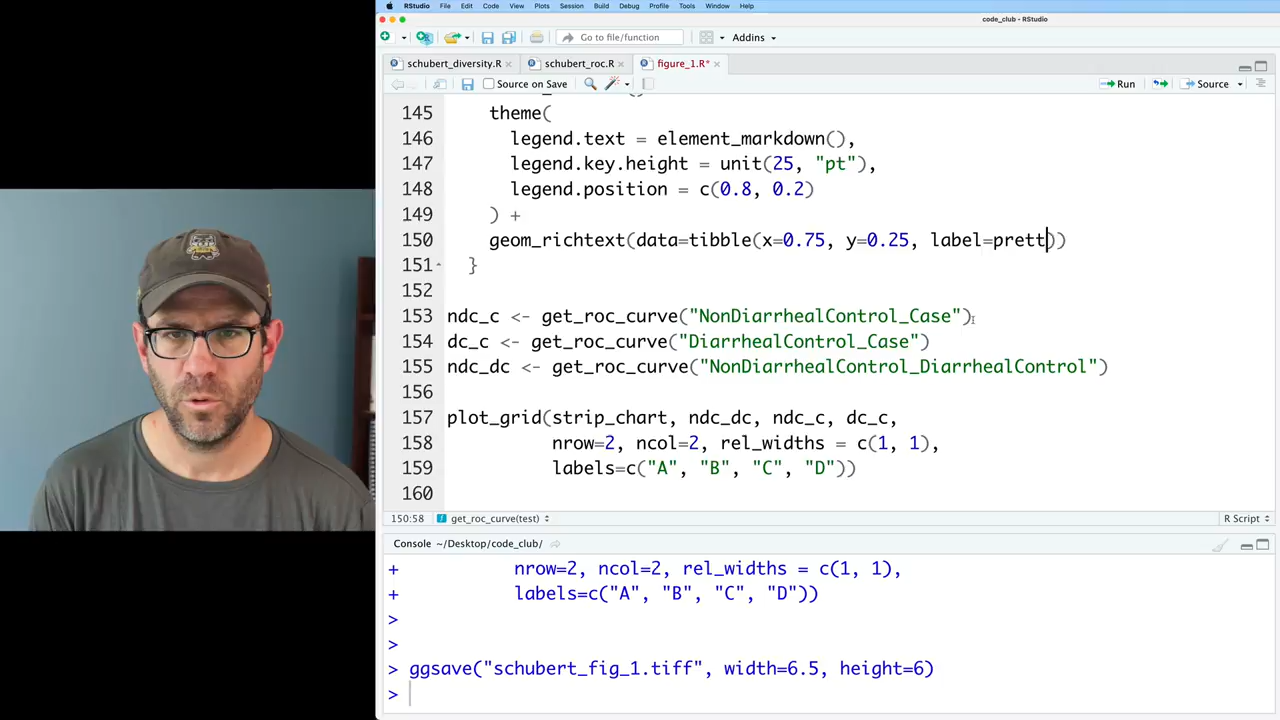 RStudio File Edit Code View Plots Session Build Debug Profile Tools Window Help
code_club - RStudio
Go to file/function Addins
schubert_diversity.R schubert_roc.R figure_1.R*
Source on Save Run Source
145 theme(
146 legend.text = element_markdown(),
147 legend.key.height = unit(25, "pt"),
148 legend.position = c(0.8, 0.2)
149 ) +
150 geom_richtext(data=tibble(x=0.75, y=0.25, label=prett))
151 }
152
153 ndc_c <- get_roc_curve("NonDiarrhealControl_Case")
154 dc_c <- get_roc_curve("DiarrhealControl_Case")
155 ndc_dc <- get_roc_curve("NonDiarrhealControl_DiarrhealControl")
156
157 plot_grid(strip_chart, ndc_dc, ndc_c, dc_c,
158 nrow=2, ncol=2, rel_widths = c(1, 1),
159 labels=c("A", "B", "C", "D"))
160
150:58 get_roc_curve(test) R Script
Console ~/Desktop/code_club/
+ nrow=2, ncol=2, rel_widths = c(1, 1),
+ labels=c("A", "B", "C", "D"))
>
>
> ggsave("schubert_fig_1.tiff", width=6.5, height=6)
>